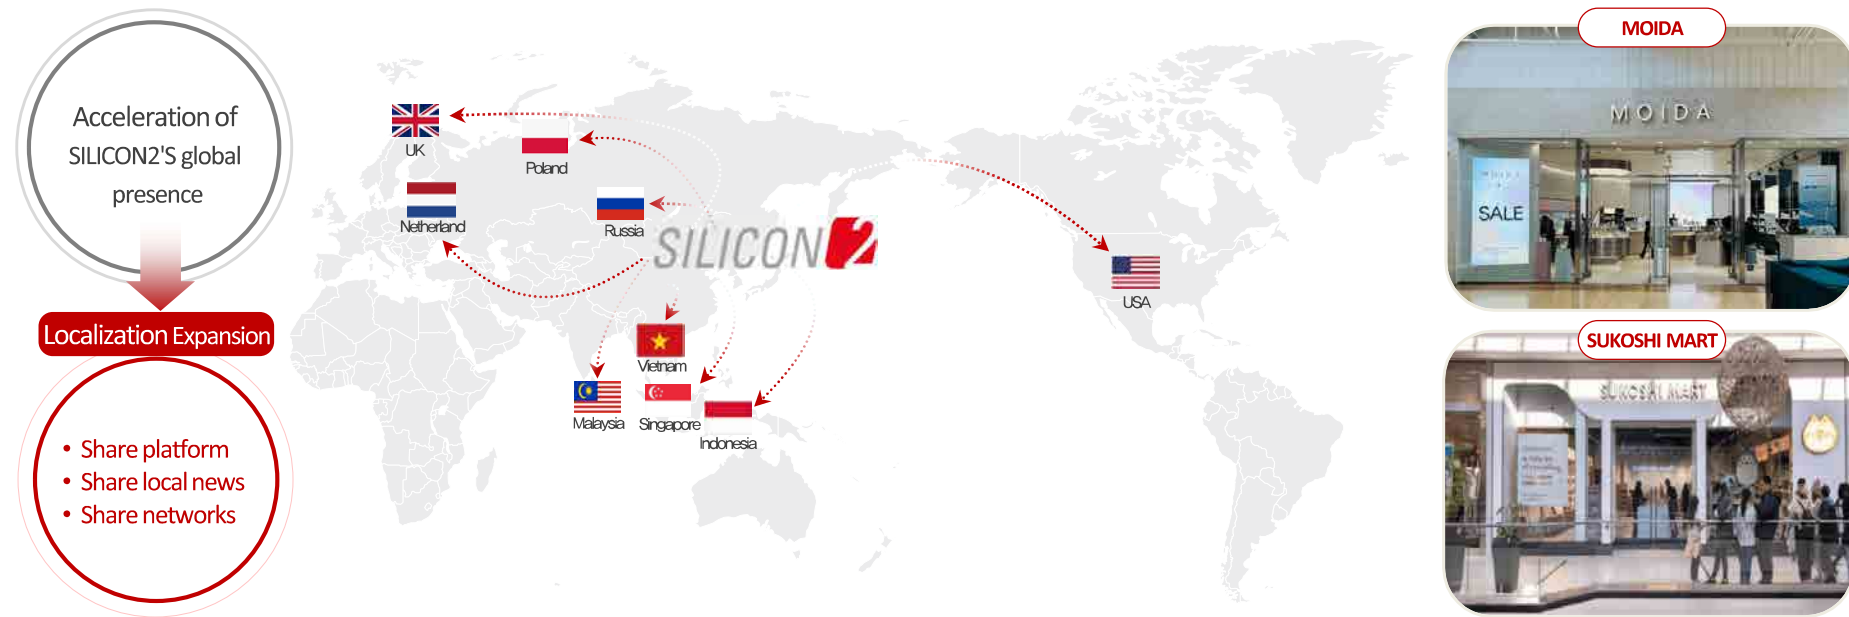 Acceleration of
SILICON2'S global
presence
Localization Expansion
• Share platform
• Share local news
• Share networks
UK
Poland
Netherland
Russia
SILICON2
USA
Vietnam
Malaysia
Singapore
Indonesia
MOIDA
MOIDA
SALE
SUKOSHI MART
SUKOSHI MART